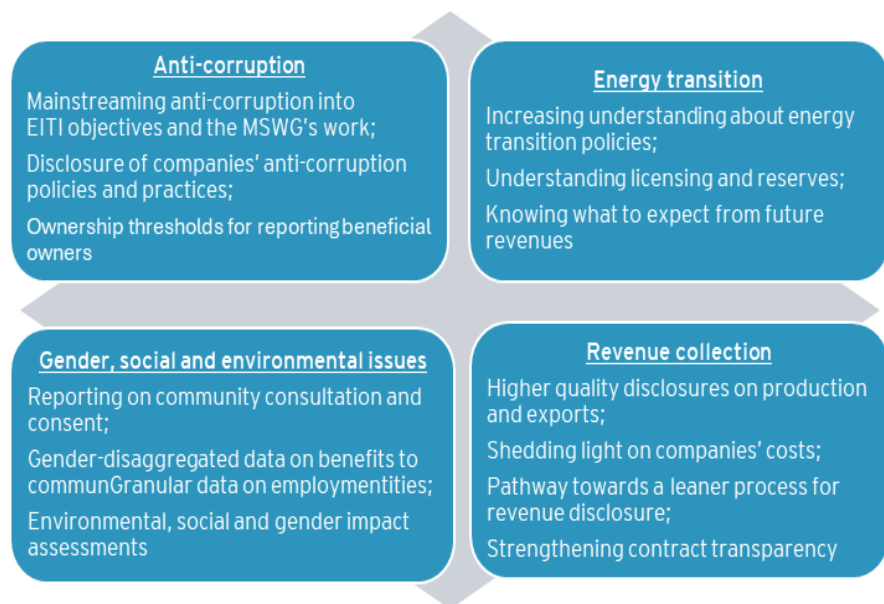 Anti-corruption
Mainstreaming anti-corruption into
EITI objectives and the MSWG's work;
Disclosure of companies' anti-corruption
policies and practices;
Ownership thresholds for reporting beneficial
owners
Energy transition
Increasing understanding about energy
transition policies;
Understanding licensing and reserves;
Knowing what to expect from future
revenues
Gender, social and environmental issues
Reporting on community consultation and
consent;
Gender-disaggregated data on benefits to
communGranular data on employmentities;
Environmental, social and gender impact
assessments
Revenue collection
Higher quality disclosures on production
and exports;
Shedding light on companies' costs;
Pathway towards a leaner process for
revenue disclosure;
Strengthening contract transparency